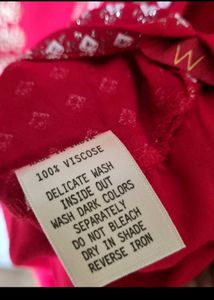 W
100% VISCOSE
DELICATE WASH
INSIDE OUT
WASH DARK COLORS
SEPARATELY
DO NOT BLEACH
DRY IN SHADE
REVERSE IRON